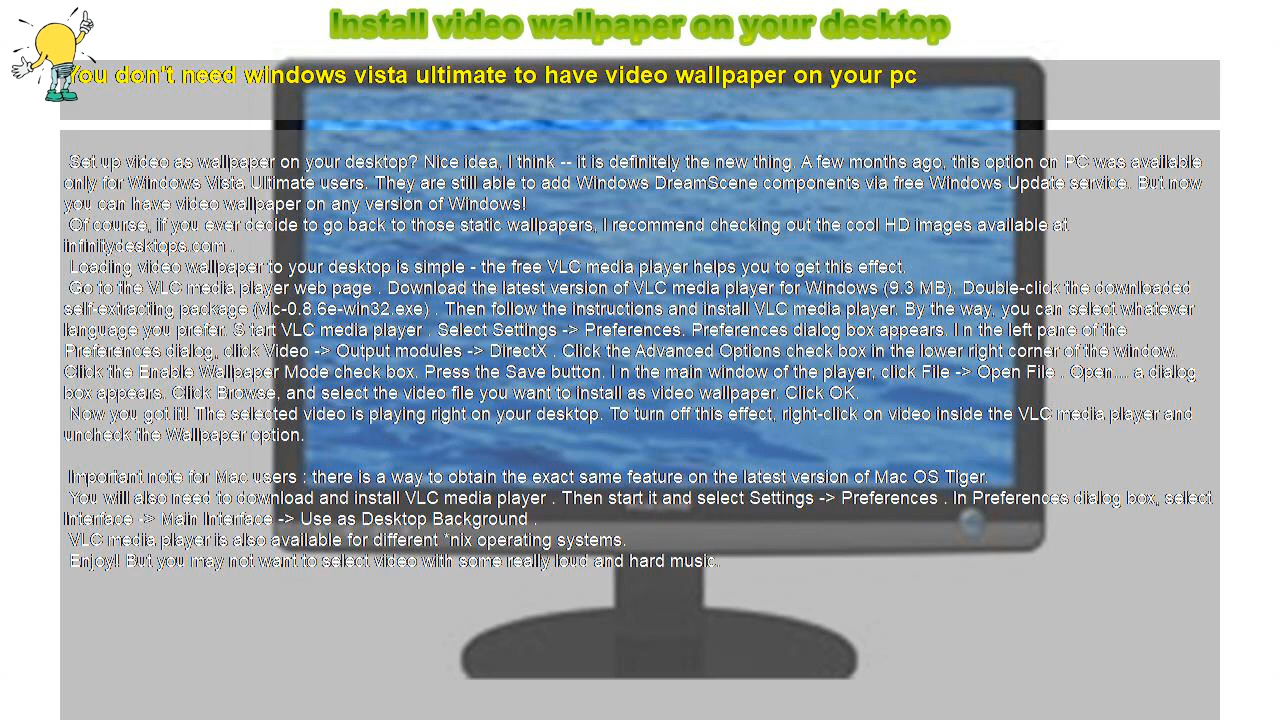 Install video wallpaper on your desktop
You don't need windows vista ultimate to have video wallpaper on your pc
Set up video as wallpaper on your desktop? Nice idea, I think -- it is definitely the new thing. A few months ago, this option on PC was available
only for Windows Vista Ultimate users. They are still able to add Windows DreamScene components via free Windows Update service. But now
you can have video wallpaper on any version of Windows!
Of course, if you ever decide to go back to those static wallpapers, I recommend checking out the cool HD images available at
infinitydesktops.com .
Loading video wallpaper to your desktop is simple - the free VLC media player helps you to get this effect.
Go to the VLC media player web page . Download the latest version of VLC media player for Windows (9.3 MB). Double-click the downloaded
self-extracting package (vlc-0.8.6e-win32.exe) . Then follow the instructions and install VLC media player. By the way, you can select whatever
language you prefer. S tart VLC media player . Select Settings -> Preferences. Preferences dialog box appears. I n the left pane of the
Preferences dialog, click Video -> Output modules -> DirectX . Click the Advanced Options check box in the lower right corner of the window.
Click the Enable Wallpaper Mode check box. Press the Save button. I n the main window of the player, click File -> Open File . Open... a dialog
box appears. Click Browse, and select the video file you want to install as video wallpaper. Click OK.
Now you got it! The selected video is playing right on your desktop. To turn off this effect, right-click on video inside the VLC media player and
uncheck the Wallpaper option.
Important note for Mac users : there is a way to obtain the exact same feature on the latest version of Mac OS Tiger.
You will also need to download and install VLC media player . Then start it and select Settings -> Preferences . In Preferences dialog box, select
Interface -> Main Interface -> Use as Desktop Background .
VLC media player is also available for different *nix operating systems.
Enjoy! But you may not want to select video with some really loud and hard music.